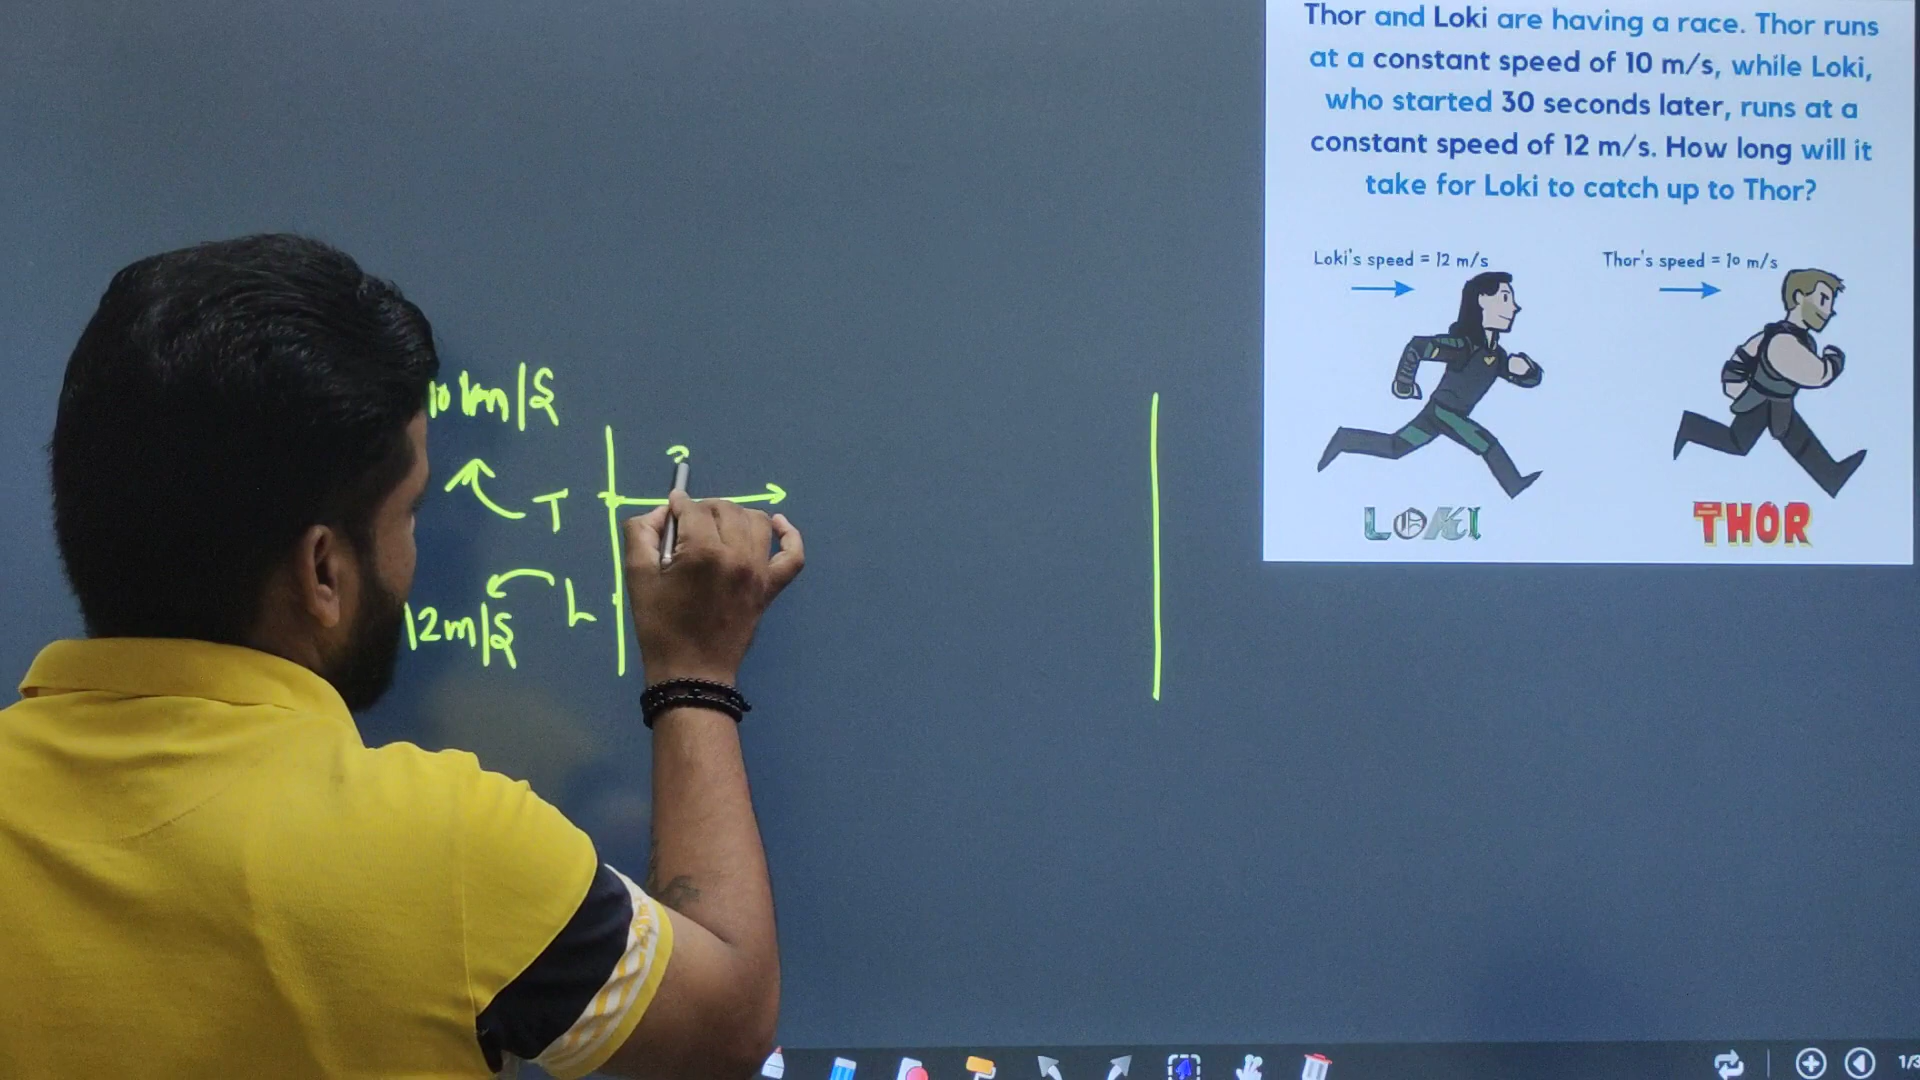 Thor and Loki are having a race. Thor runs
at a constant speed of 10 m/s, while Loki,
who started 30 seconds later, runs at a
constant speed of 12 m/s. How long will it
take for Loki to catch up to Thor?
Loki's speed = 12 m/s
Thor's speed = 10 m/s
LOKI
THOR
10 km/s
T
3
L
12m/s